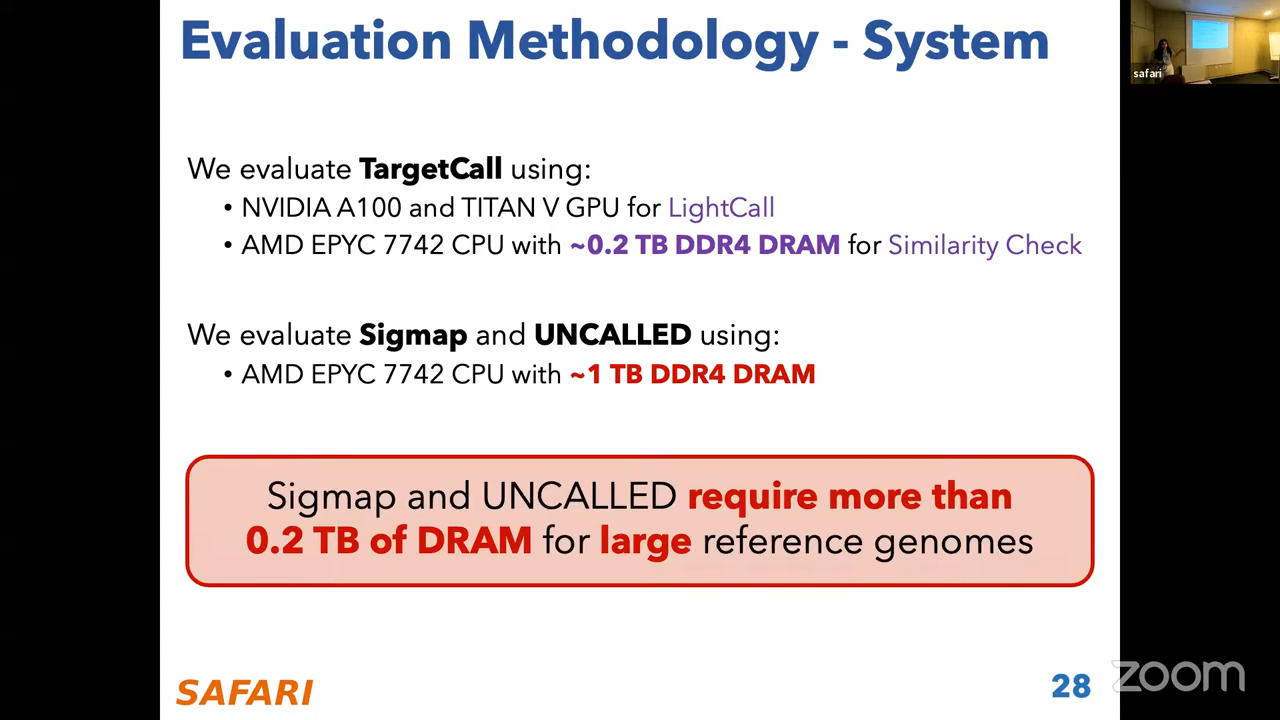 Evaluation Methodology - System
safari
We evaluate TargetCall using:
• NVIDIA A100 and TITAN V GPU for LightCall
• AMD EPYC 7742 CPU with ~0.2 TB DDR4 DRAM for Similarity Check
We evaluate Sigmap and UNCALLED using:
• AMD EPYC 7742 CPU with ~1 TB DDR4 DRAM
Sigmap and UNCALLED require more than
0.2 TB of DRAM for large reference genomes
SAFARI
28
zoom